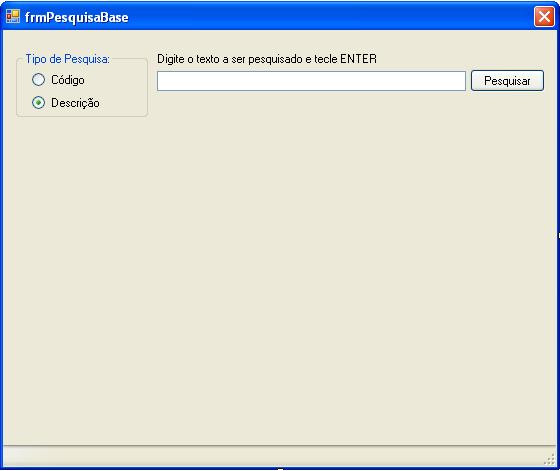 frmPesquisaBase
Tipo de Pesquisa:
Código
Descrição
Digite o texto a ser pesquisado e tecle ENTER
Pesquisar